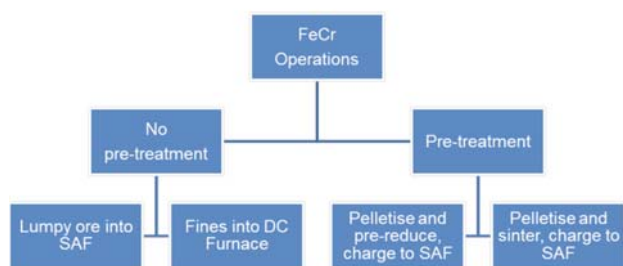 FeCr
Operations
No
pre-treatment
Pre-treatment
Lumpy ore into
SAF
Fines into DC
Furnace
Pelletise and
pre-reduce,
charge to SAF
Pelletise and
sinter, charge to
SAF